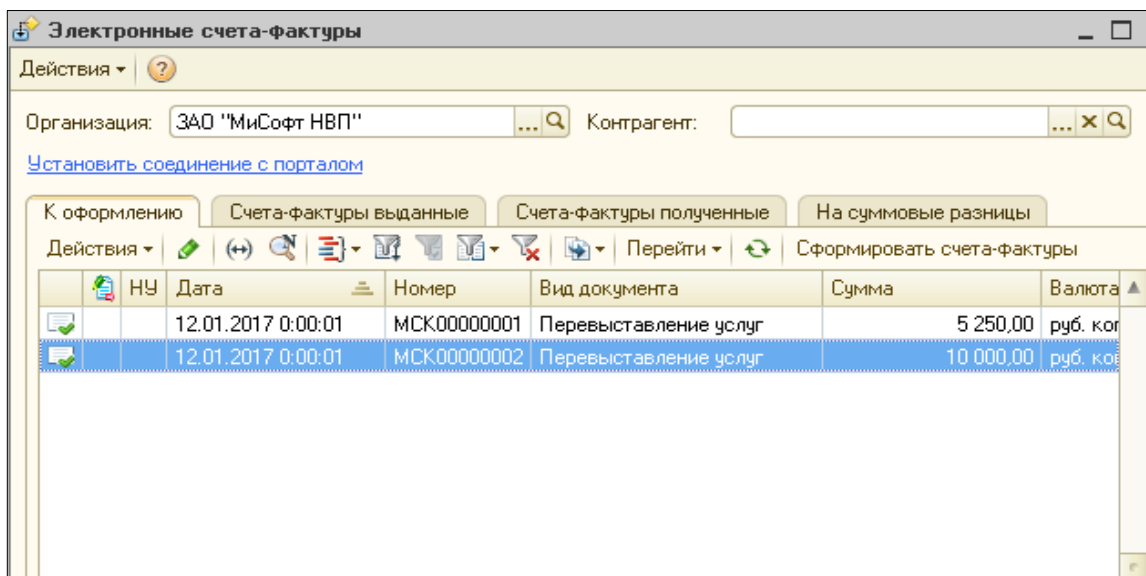 Электронные счета-фактуры
Действия
Организация: ЗАО "МиСофт НВП" ... Контрагент: ...
Установить соединение с порталом
К оформлению Счета-фактуры выданные Счета-фактуры полученные На суммовые разницы
Действия Перейти Сформировать счета-фактуры
НУ Дата Номер Вид документа Сумма Валюта
12.01.2017 0:00:01 МСК00000001 Перевыставление услуг 5 250,00 руб. коп
12.01.2017 0:00:01 МСК00000002 Перевыставление услуг 10 000,00 руб. коп